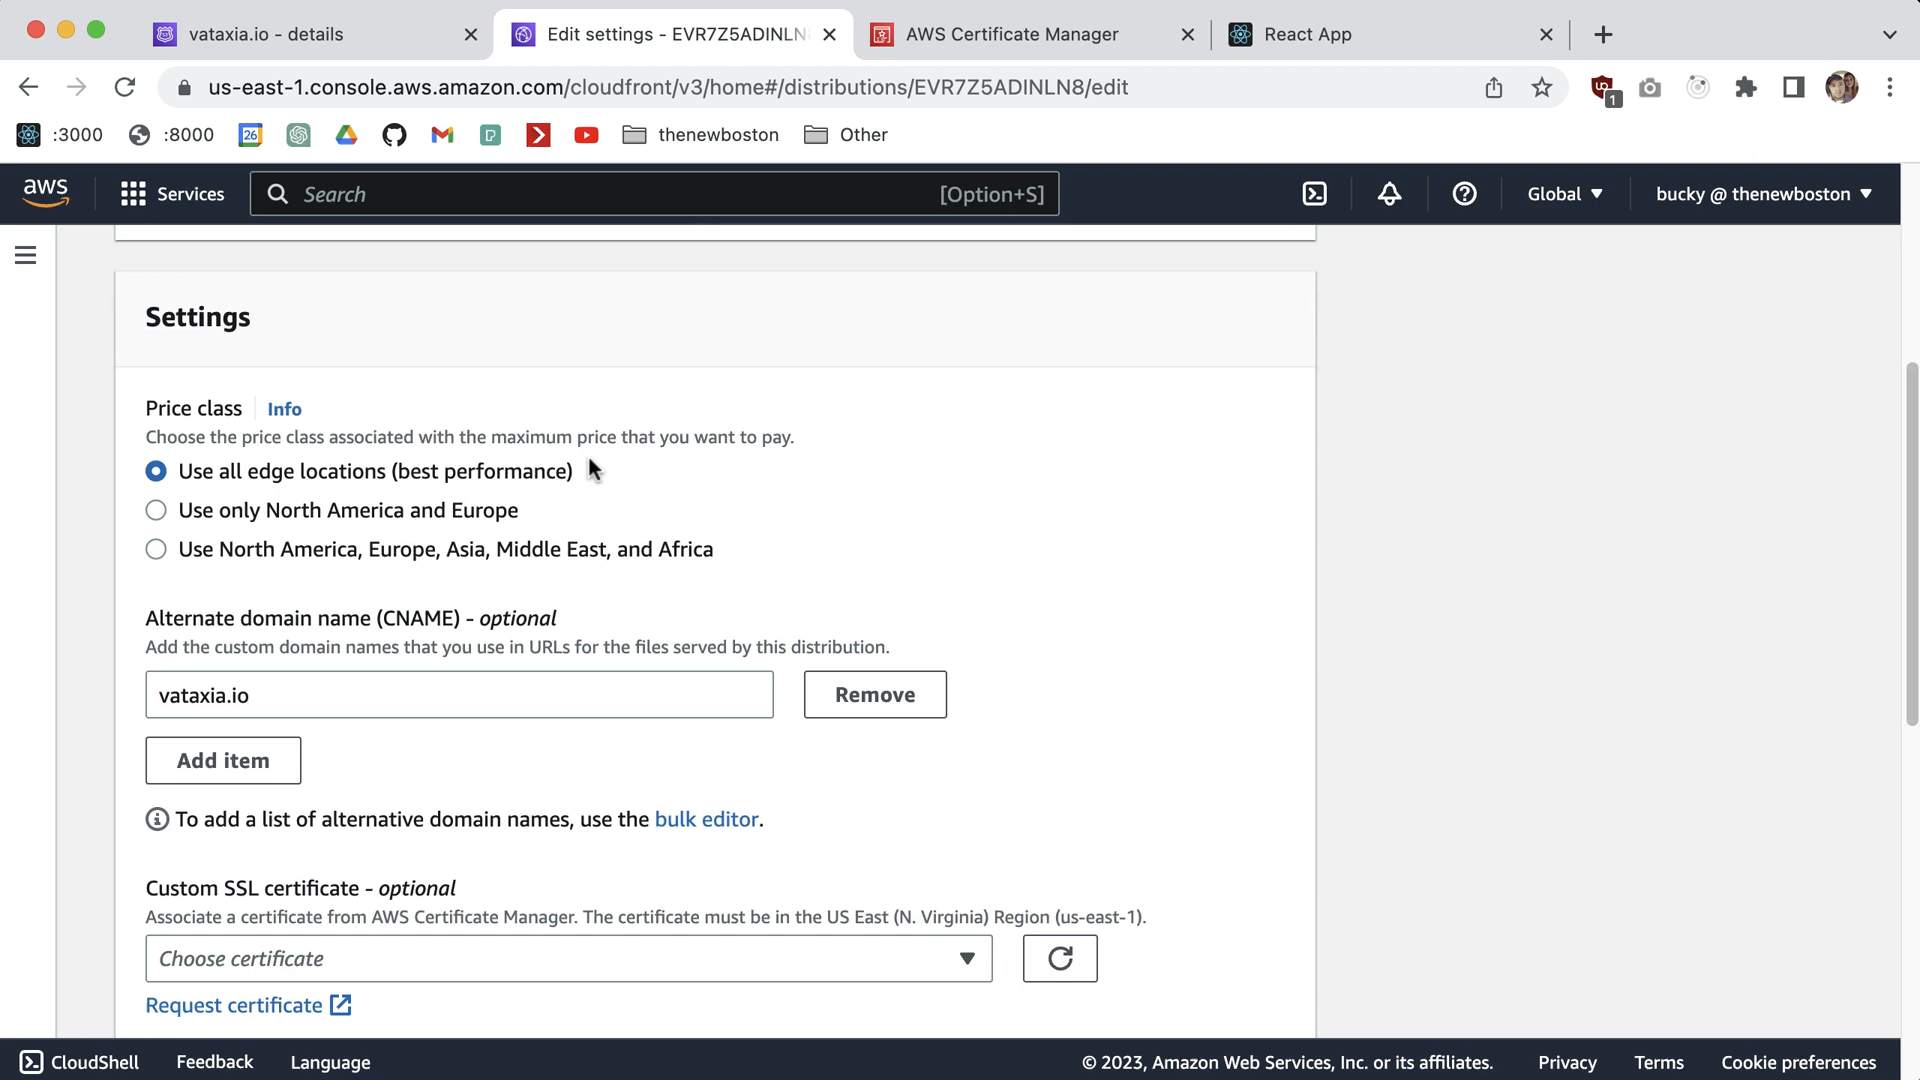 vataxia.io - details
Edit settings - EVR7Z5ADINLN
AWS Certificate Manager
React App
us-east-1.console.aws.amazon.com/cloudfront/v3/home#/distributions/EVR7Z5ADINLN8/edit
1
:3000
:8000
26
thenewboston
Other
aws
Services
Search
[Option+S]
Global
bucky @ thenewboston
Settings
Price class
Info
Choose the price class associated with the maximum price that you want to pay.
Use all edge locations (best performance)
Use only North America and Europe
Use North America, Europe, Asia, Middle East, and Africa
Alternate domain name (CNAME) - optional
Add the custom domain names that you use in URLs for the files served by this distribution.
vataxia.io
Remove
Add item
To add a list of alternative domain names, use the bulk editor.
Custom SSL certificate - optional
Associate a certificate from AWS Certificate Manager. The certificate must be in the US East (N. Virginia) Region (us-east-1).
Choose certificate
Request certificate
CloudShell
Feedback
Language
© 2023, Amazon Web Services, Inc. or its affiliates.
Privacy
Terms
Cookie preferences